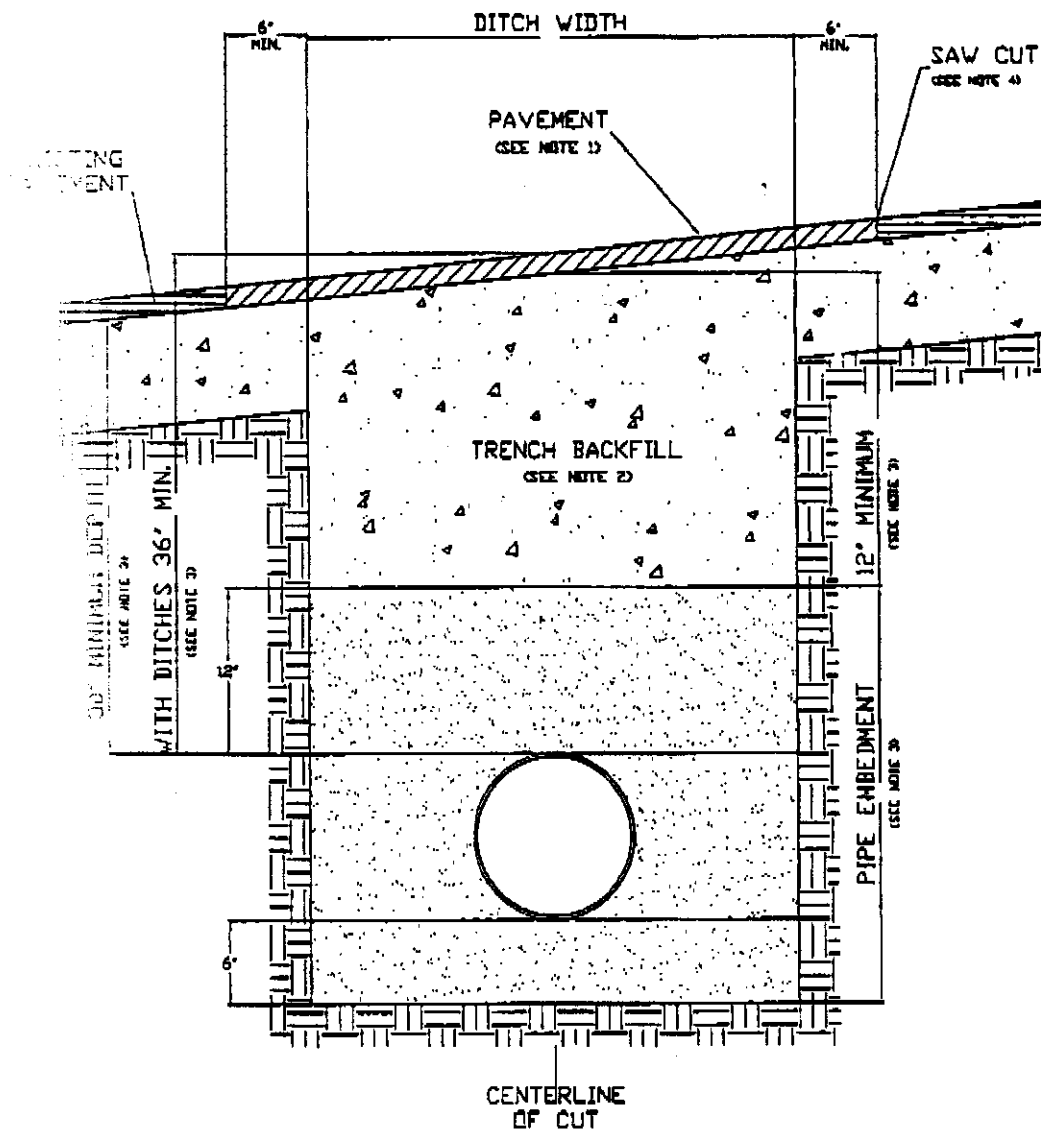 DITCH WIDTH
6"
MIN.
6"
MIN.
SAW CUT
(SEE NOTE 4)
PAVEMENT
(SEE NOTE 1)
TRENCH BACKFILL
(SEE NOTE 2)
MINIMUM
(SEE NOTE 3)
WITH DITCHES 36" MIN.
(SEE NOTE 3)
12" MINIMUM
(SEE NOTE 3)
12"
PIPE EMBEDMENT
(SEE NOTE 3)
6"
CENTERLINE
OF CUT